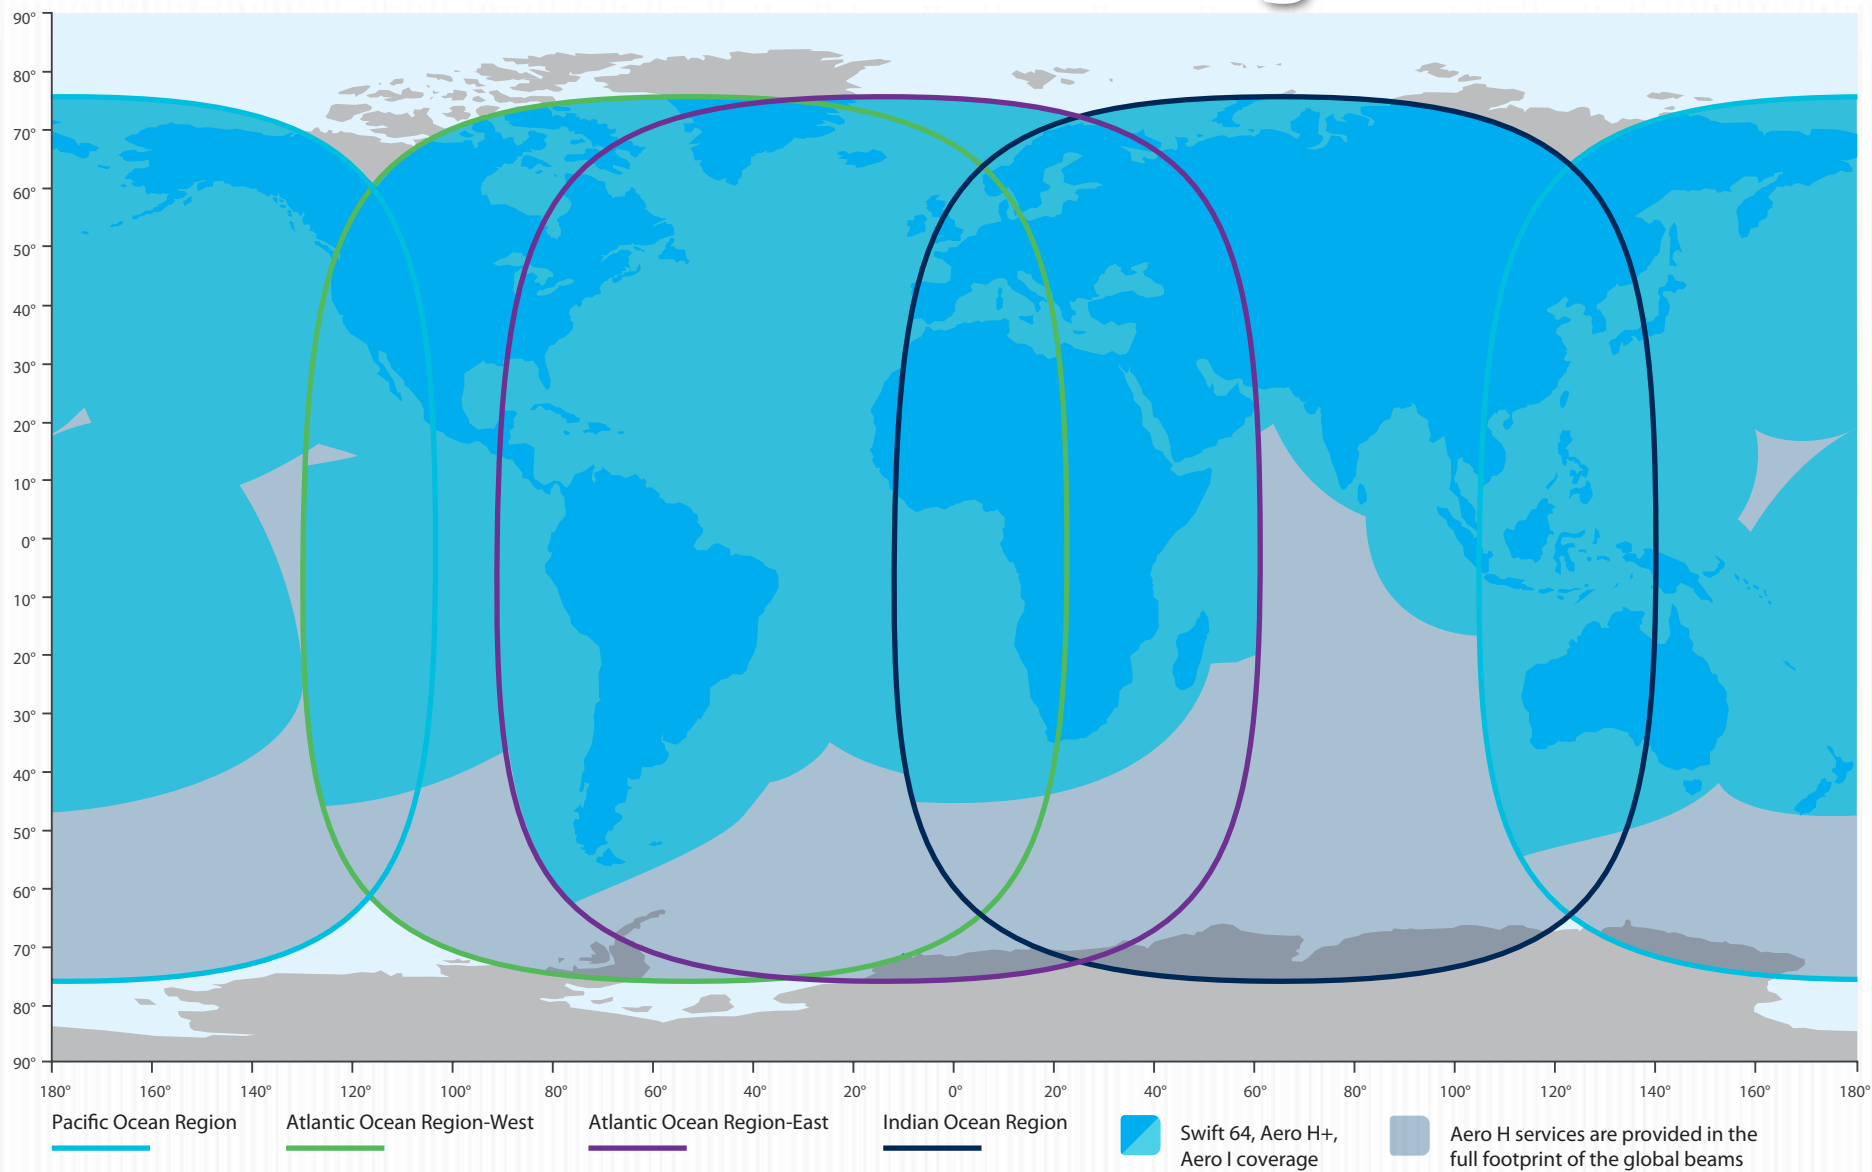 90°
80°
70°
60°
50°
40°
30°
20°
10°
0°
10°
20°
30°
40°
50°
60°
70°
80°
90°
180° 160° 140° 120° 100° 80° 60° 40° 20° 0° 20° 40° 60° 80° 100° 120° 140° 160° 180°
Pacific Ocean Region
Atlantic Ocean Region-West
Atlantic Ocean Region-East
Indian Ocean Region
Swift 64, Aero H+,
Aero I coverage
Aero H services are provided in the
full footprint of the global beams